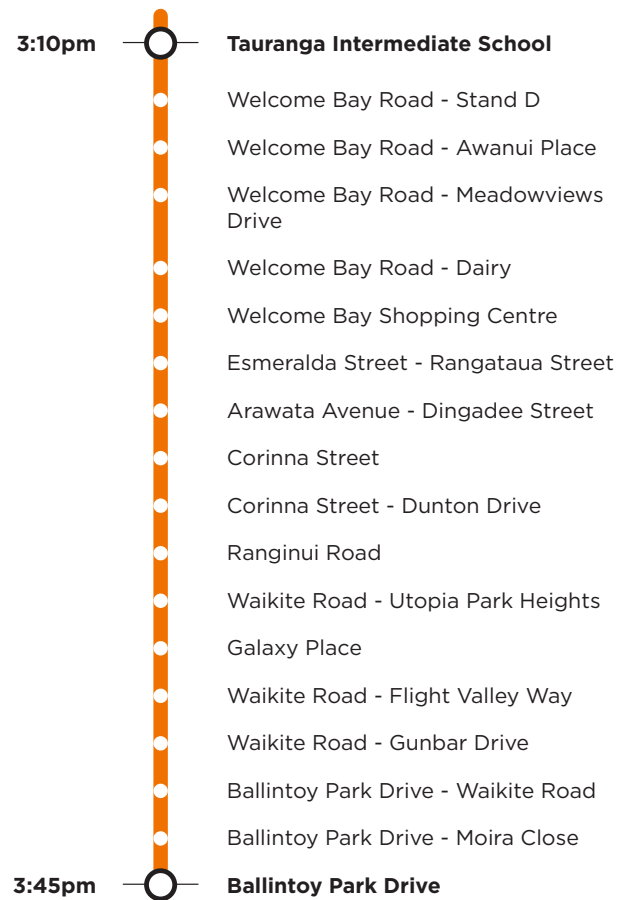 3:10pm Tauranga Intermediate School
Welcome Bay Road - Stand D
Welcome Bay Road - Awanui Place
Welcome Bay Road - Meadowviews
Drive
Welcome Bay Road - Dairy
Welcome Bay Shopping Centre
Esmeralda Street - Rangataua Street
Arawata Avenue - Dingadee Street
Corinna Street
Corinna Street - Dunton Drive
Ranginui Road
Waikite Road - Utopia Park Heights
Galaxy Place
Waikite Road - Flight Valley Way
Waikite Road - Gunbar Drive
Ballintoy Park Drive - Waikite Road
Ballintoy Park Drive - Moira Close
3:45pm Ballintoy Park Drive